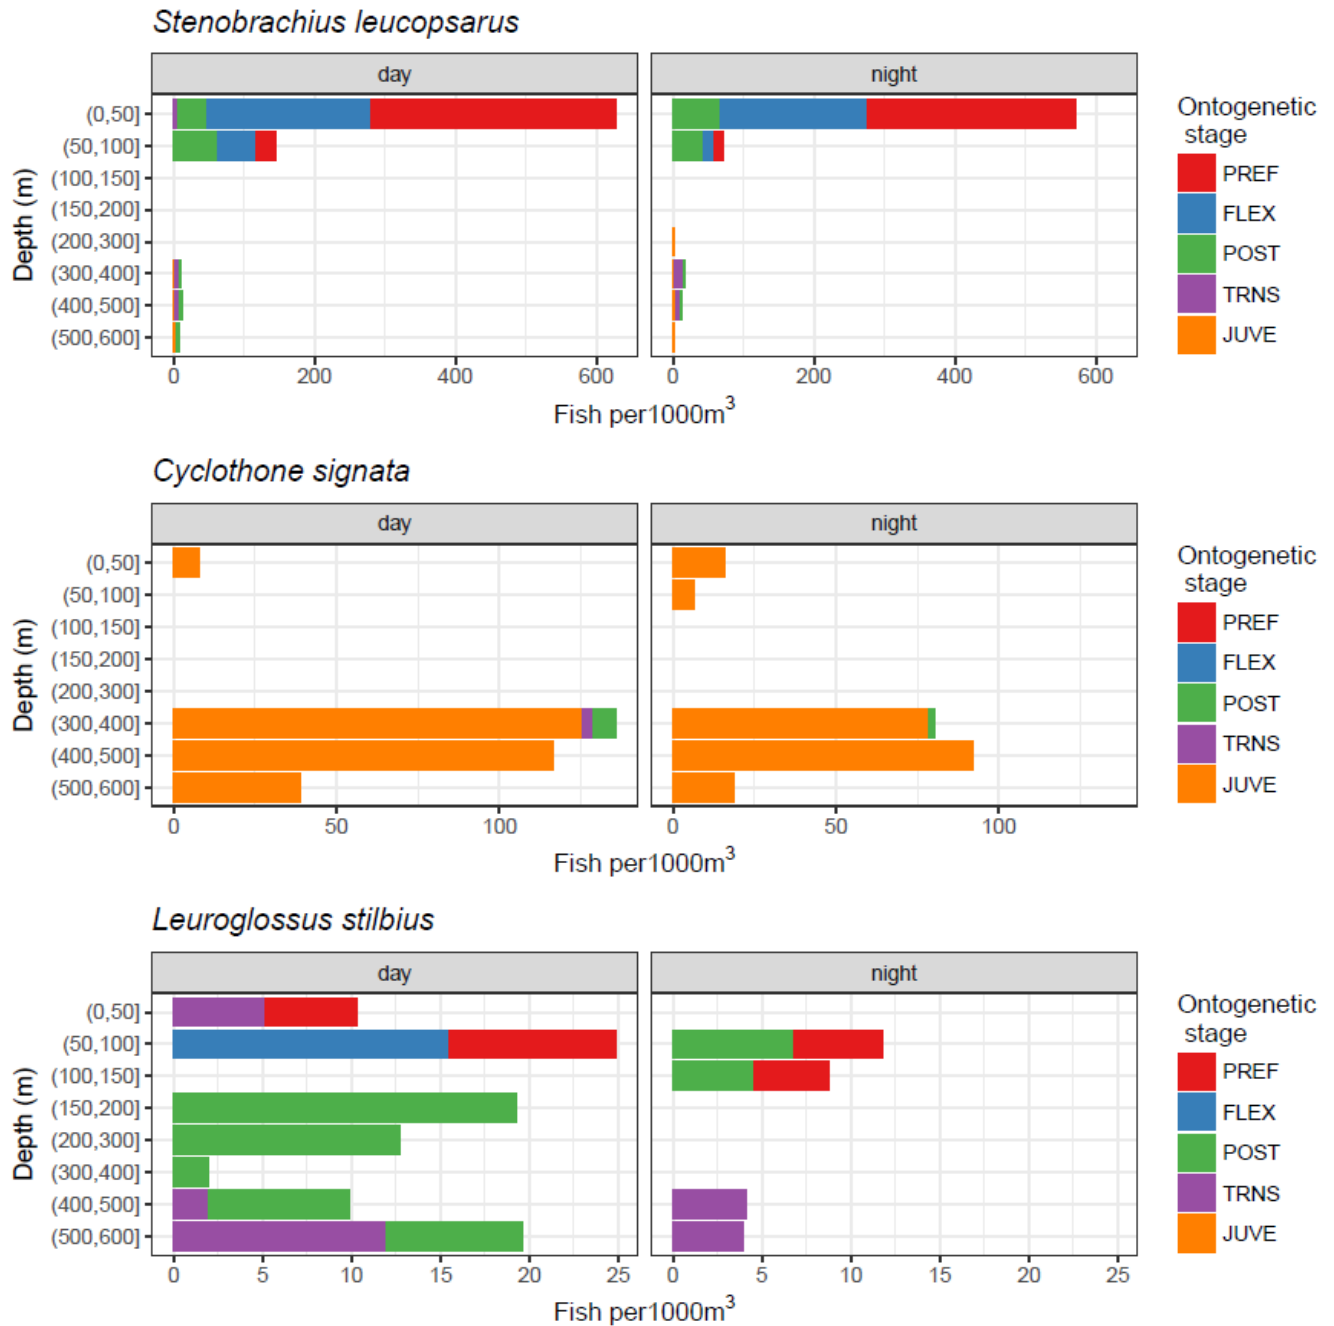 Stenobrachius leucopsarus
day
night
Depth (m)
(0,50]
(50,100]
(100,150]
(150,200]
(200,300]
(300,400]
(400,500]
(500,600]
0 200 400 600
0 200 400 600
Fish per1000m³
Ontogenetic
stage
PREF
FLEX
POST
TRNS
JUVE
Cyclothone signata
day
night
Depth (m)
(0,50]
(50,100]
(100,150]
(150,200]
(200,300]
(300,400]
(400,500]
(500,600]
0 50 100
0 50 100
Fish per1000m³
Ontogenetic
stage
PREF
FLEX
POST
TRNS
JUVE
Leuroglossus stilbius
day
night
Depth (m)
(0,50]
(50,100]
(100,150]
(150,200]
(200,300]
(300,400]
(400,500]
(500,600]
0 5 10 15 20 25
0 5 10 15 20 25
Fish per1000m³
Ontogenetic
stage
PREF
FLEX
POST
TRNS
JUVE